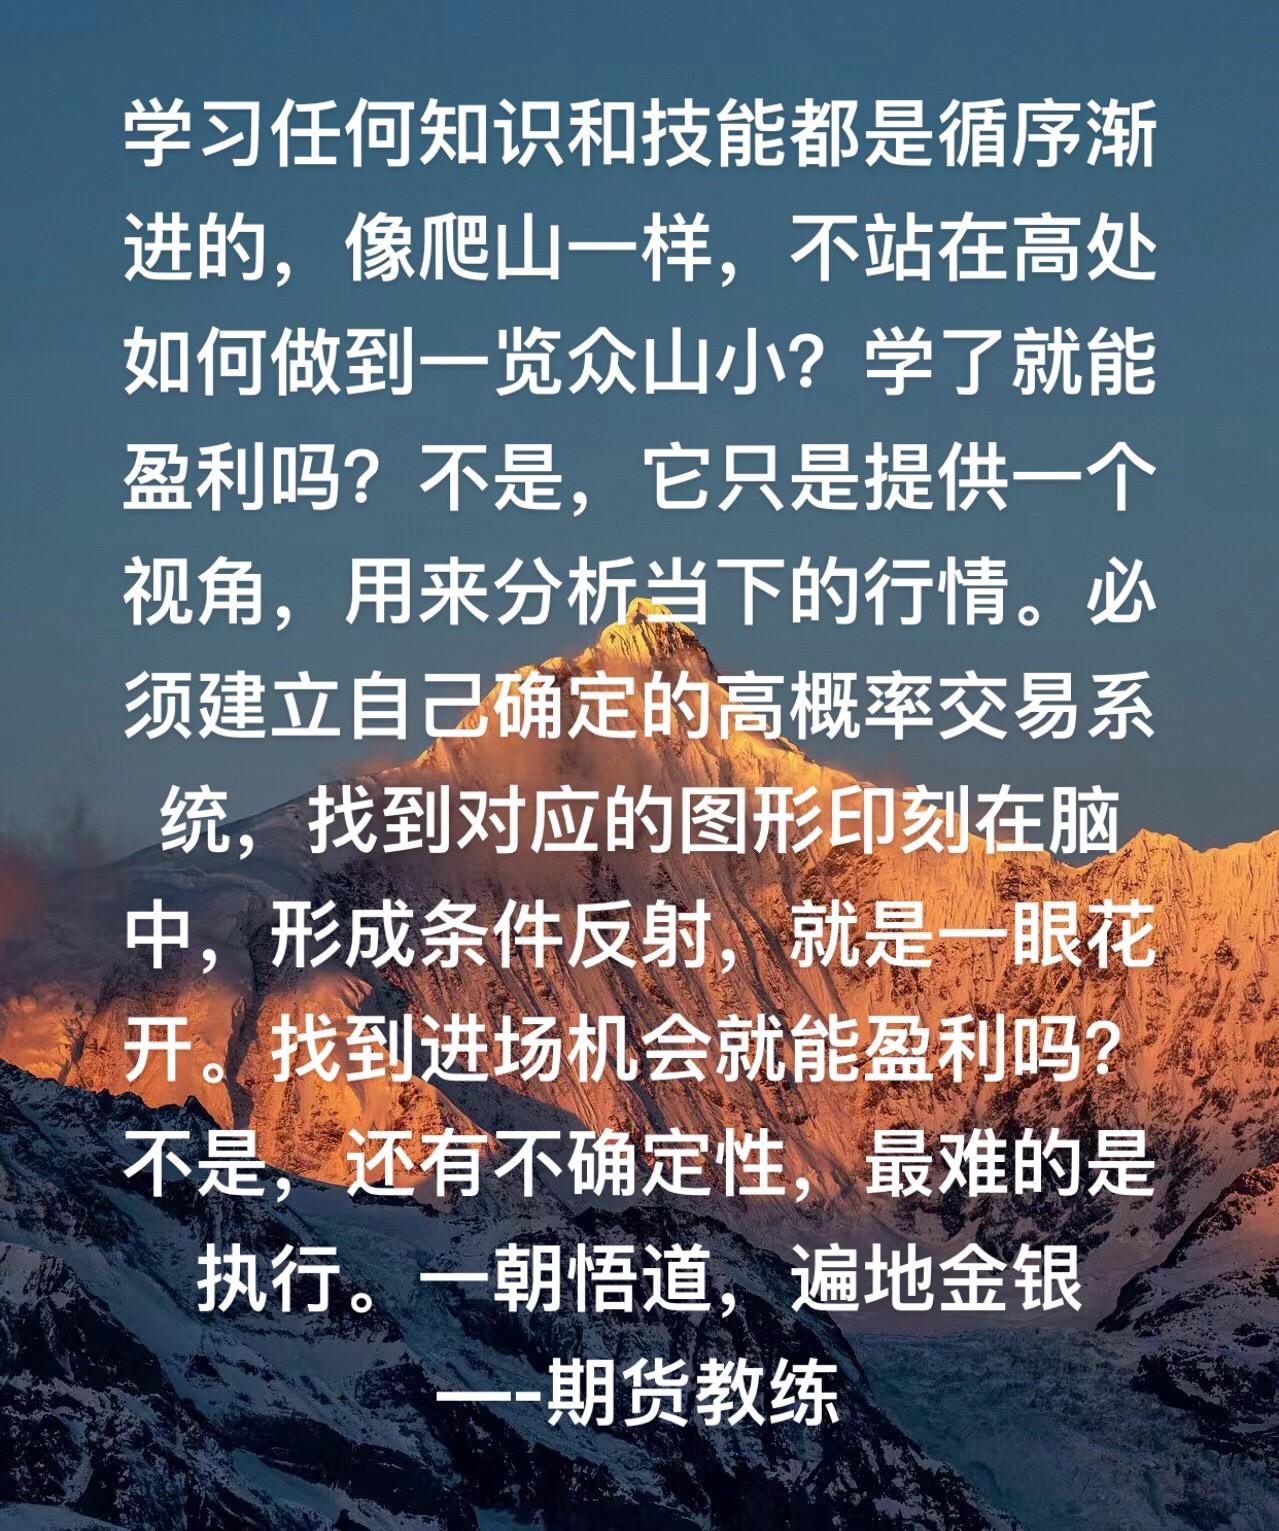 学习任何知识和技能都是循序渐
进的，像爬山一样，不站在高处
如何做到一览众山小？学了就能
盈利吗？不是，它只是提供一个
视角，用来分析当下的行情。必
须建立自己确定的高概率交易系
统，找到对应的图形印刻在脑
中，形成条件反射，就是一眼花
开。找到进场机会就能盈利吗？
不是，还有不确定性，最难的是
执行。 一朝悟道，遍地金银
—-期货教练